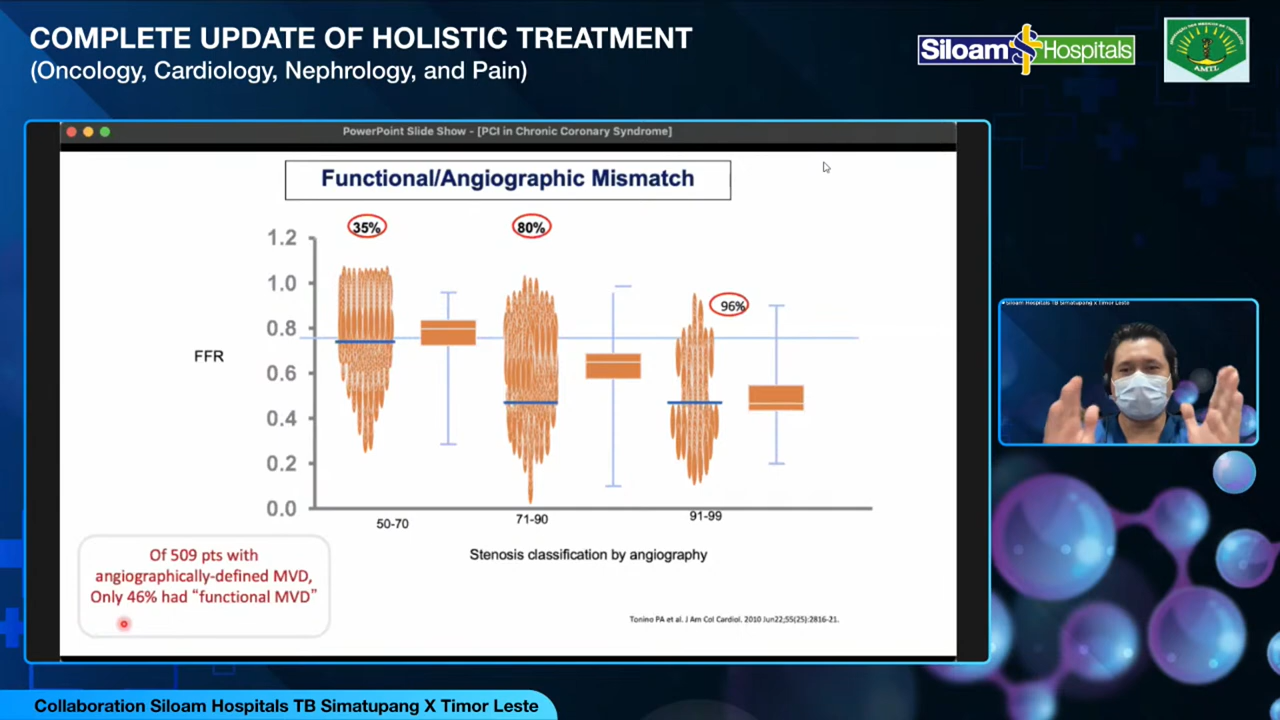 COMPLETE UPDATE OF HOLISTIC TREATMENT
(Oncology, Cardiology, Nephrology, and Pain)
Siloam Hospitals
AMTL
PowerPoint Slide Show - [PCI in Chronic Coronary Syndrome]
Functional/Angiographic Mismatch
35%
80%
96%
1.2
1.0
0.8
0.6
0.4
0.2
0.0
FFR
50-70
71-90
91-99
Stenosis classification by angiography
Of 509 pts with
angiographically-defined MVD,
Only 46% had “functional MVD”
Tonino PA et al. J Am Col Cardiol. 2010 Jun22;55(25):2816-21.
Siloam Hospitals TB Simatupang X Timor Leste
Collaboration Siloam Hospitals TB Simatupang X Timor Leste